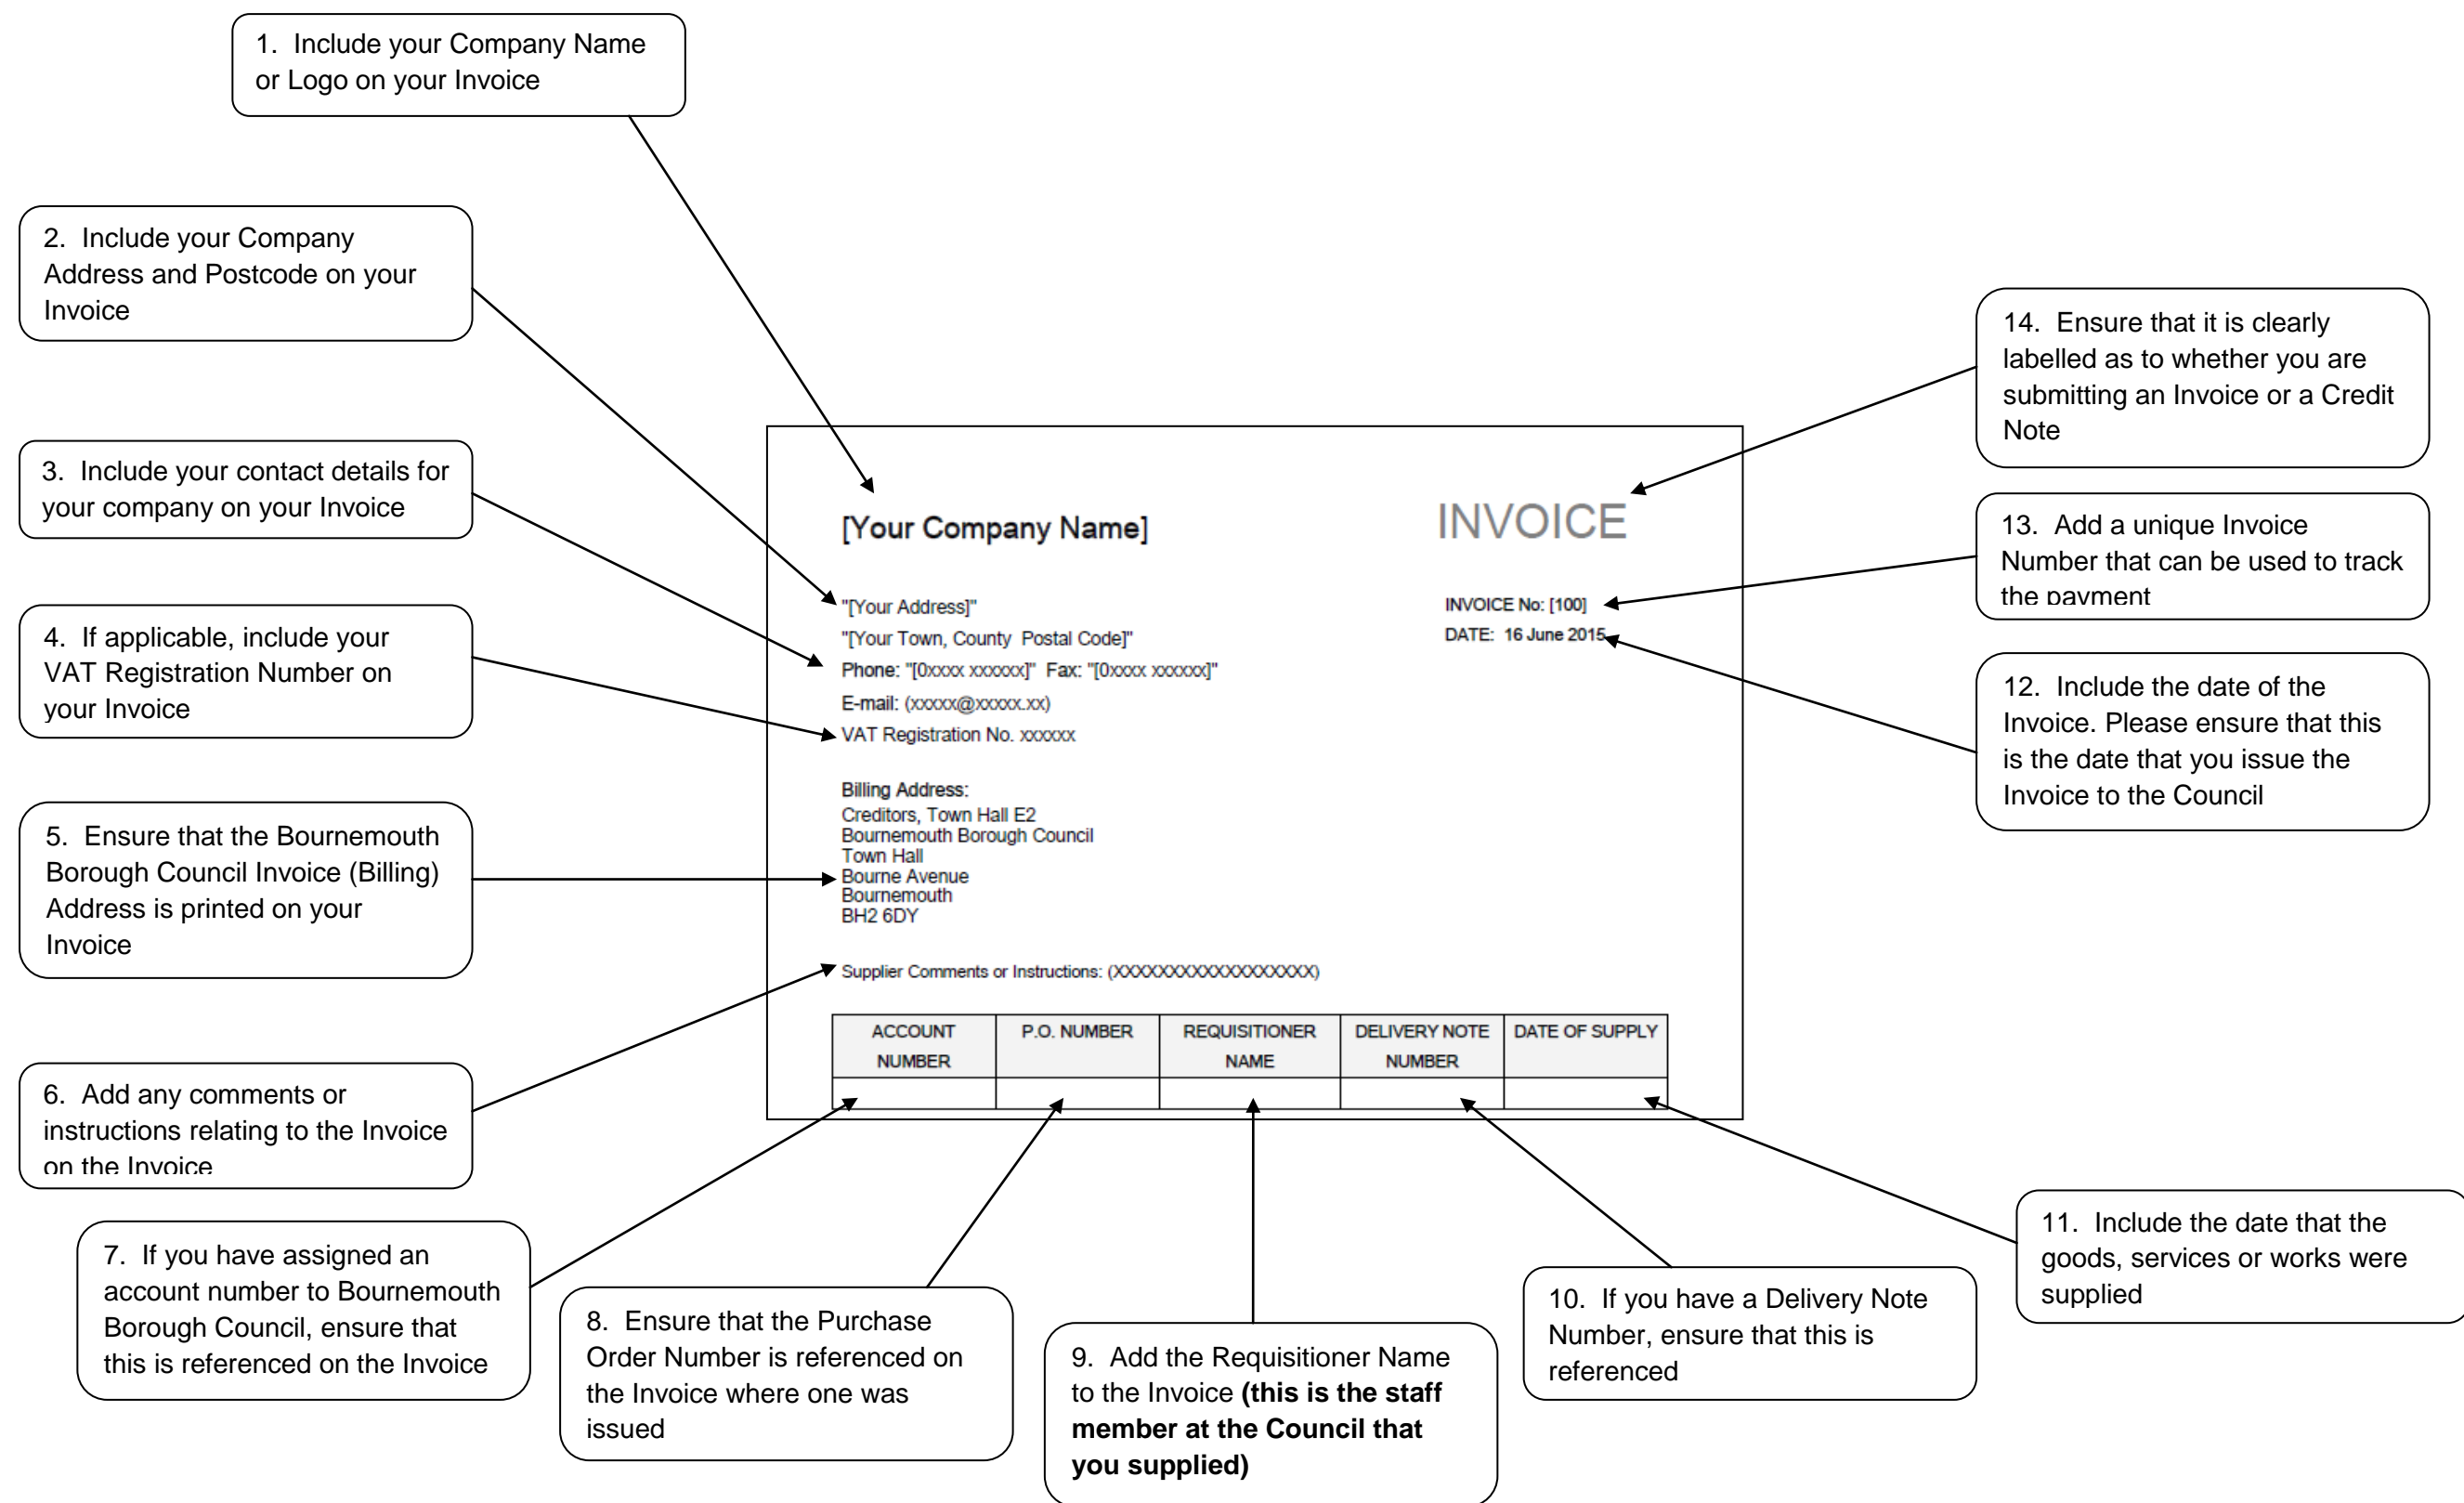 1. Include your Company Name
or Logo on your Invoice
2. Include your Company
Address and Postcode on your
Invoice
3. Include your contact details for
your company on your Invoice
4. If applicable, include your
VAT Registration Number on
your Invoice
5. Ensure that the Bournemouth
Borough Council Invoice (Billing)
Address is printed on your
Invoice
6. Add any comments or
instructions relating to the Invoice
on the Invoice
7. If you have assigned an
account number to Bournemouth
Borough Council, ensure that
this is referenced on the Invoice
8. Ensure that the Purchase
Order Number is referenced on
the Invoice where one was
issued
9. Add the Requisitioner Name
to the Invoice (this is the staff
member at the Council that
you supplied)
10. If you have a Delivery Note
Number, ensure that this is
referenced
11. Include the date that the
goods, services or works were
supplied
12. Include the date of the
Invoice. Please ensure that this
is the date that you issue the
Invoice to the Council
13. Add a unique Invoice
Number that can be used to track
the payment
14. Ensure that it is clearly
labelled as to whether you are
submitting an Invoice or a Credit
Note
[Your Company Name]
INVOICE
"[Your Address]"
"[Your Town, County Postal Code]"
Phone: "[0xxxx xxxxxx]" Fax: "[0xxxx xxxxxx]"
E-mail: (xxxxx@xxxxx.xx)
VAT Registration No. xxxxxx
INVOICE No: [100]
DATE: 16 June 2015
Billing Address:
Creditors, Town Hall E2
Bournemouth Borough Council
Town Hall
Bourne Avenue
Bournemouth
BH2 6DY
Supplier Comments or Instructions: (XXXXXXXXXXXXXXXXXX)
ACCOUNT
NUMBER
P.O. NUMBER
REQUISITIONER
NAME
DELIVERY NOTE
NUMBER
DATE OF SUPPLY